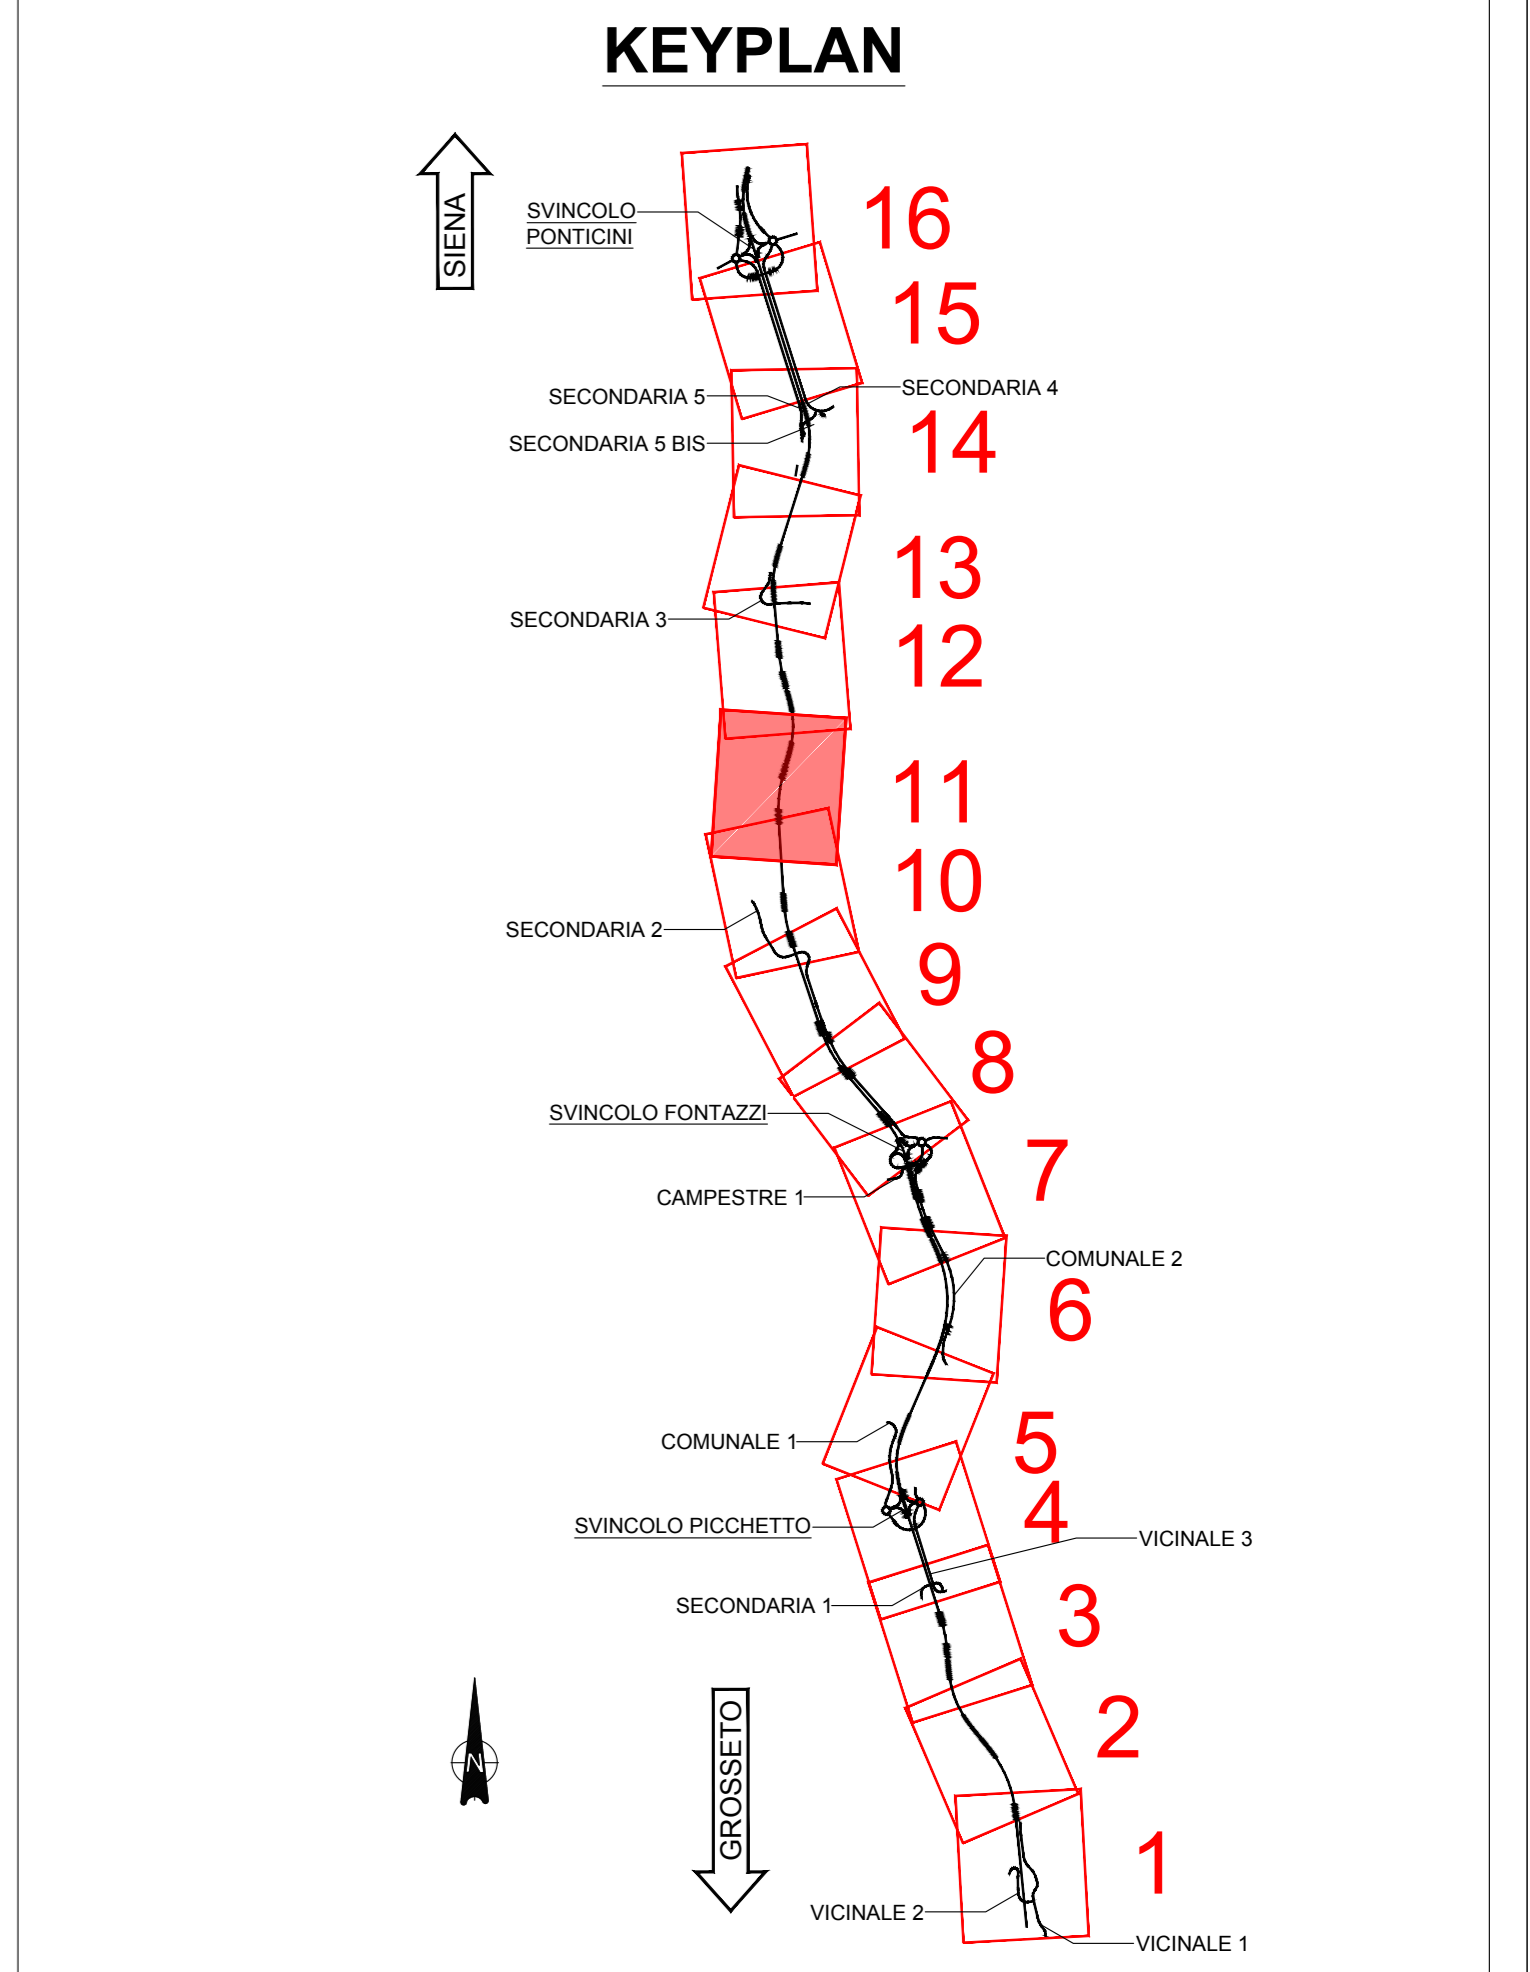 KEYPLAN
SIENA
SVINCOLO
PONTICINI
16
15
SECONDARIA 5
SECONDARIA 4
14
SECONDARIA 5 BIS
13
SECONDARIA 3
12
11
10
SECONDARIA 2
9
8
SVINCOLO FONTAZZI
7
CAMPESTRE 1
COMUNALE 2
6
COMUNALE 1
5
4
SVINCOLO PICCHETTO
VICINALE 3
SECONDARIA 1
3
2
N
GROSSETO
1
VICINALE 2
VICINALE 1